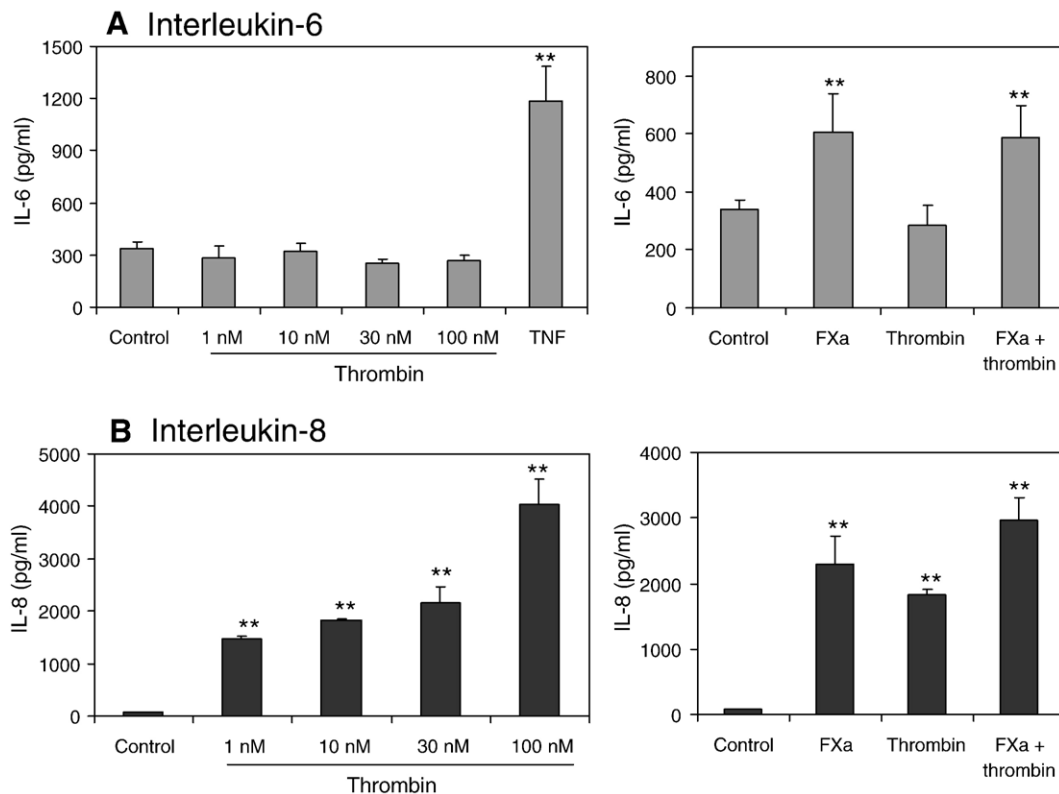 A Interleukin-6
1500
1200
900
600
300
0
IL-6 (pg/ml)
**
Control
1 nM
10 nM
30 nM
100 nM
TNF
Thrombin
800
600
400
200
0
IL-6 (pg/ml)
**
**
Control
FXa
Thrombin
FXa +
thrombin
B Interleukin-8
5000
4000
3000
2000
1000
0
IL-8 (pg/ml)
**
**
**
**
Control
1 nM
10 nM
30 nM
100 nM
Thrombin
4000
3000
2000
1000
0
IL-8 (pg/ml)
**
**
**
Control
FXa
Thrombin
FXa +
thrombin